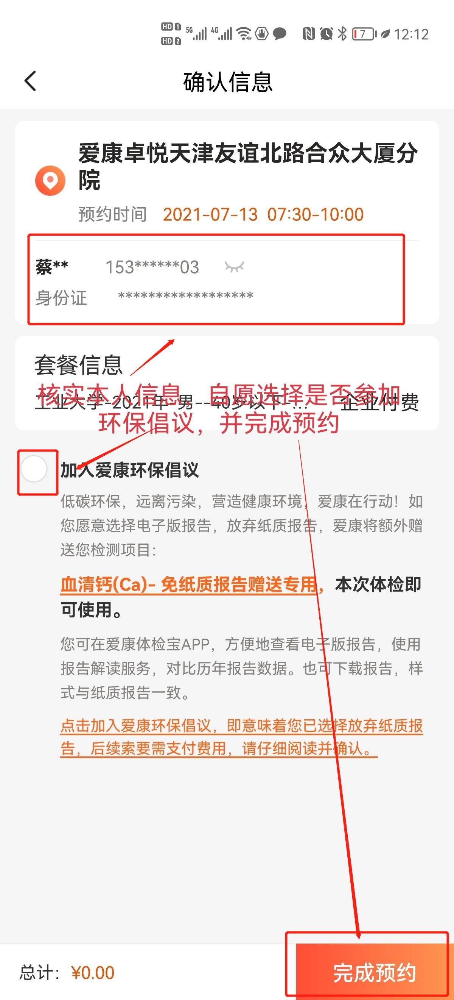 HD 1 5G 4G 7 12:12
HD 2
确认信息
爱康卓悦天津友谊北路合众大厦分
院
预约时间 2021-07-13 07:30-10:00
蔡** 153******03
身份证 ******************
套餐信息
核实本人信息，自愿选择是否参加
工业大学-2021年-男--40岁以下-... 企业付费
环保倡议，并完成预约
加入爱康环保倡议
低碳环保，远离污染，营造健康环境，爱康在行动！如
您愿意选择电子版报告，放弃纸质报告，爱康将额外赠
送您检测项目：
血清钙(Ca)- 免纸质报告赠送专用，本次体检即
可使用。
您可在爱康体检宝APP，方便地查看电子版报告，使用
报告解读服务，对比历年报告数据。也可下载报告，样
式与纸质报告一致。
点击加入爱康环保倡议，即意味着您已选择放弃纸质报
告，后续索要需支付费用，请仔细阅读并确认。
总计：¥0.00 完成预约